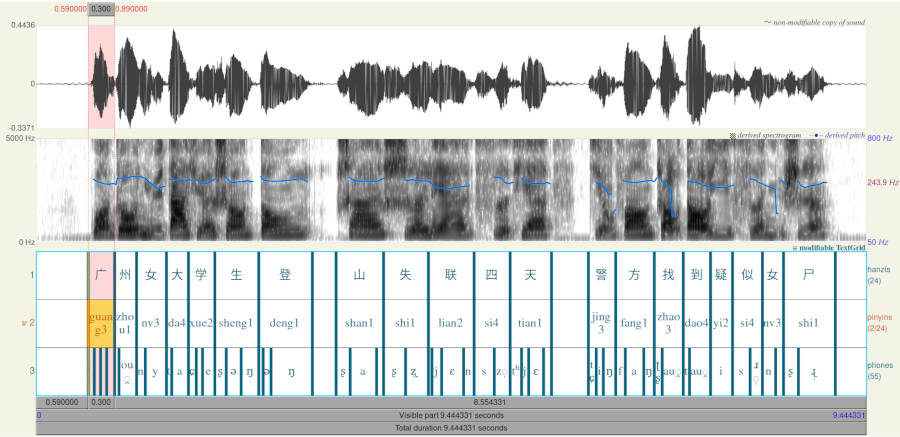 0.590000 0.300 0.890000
0.4436
~ non-modifiable copy of sound
0
-0.3371
5000 Hz
derived spectrogram derived pitch
800 Hz
243.9 Hz
0 Hz
50 Hz
modifiable TextGrid
1 广 州 女 大 学 生 登 山 失 联 四 天 警 方 找 到 疑 似 女 尸 hanzis (24)
2 guang3 zhou1 nv3 da4 xue2 sheng1 deng1 shan1 shi1 lian2 si4 tian1 jing3 fang1 zhao3 dao4 yi2 si4 nv3 shi1 pinyins (2/24)
3 phones (55)
0.590000 0.300 8.554331
0 Visible part 9.444331 seconds 9.444331
Total duration 9.444331 seconds